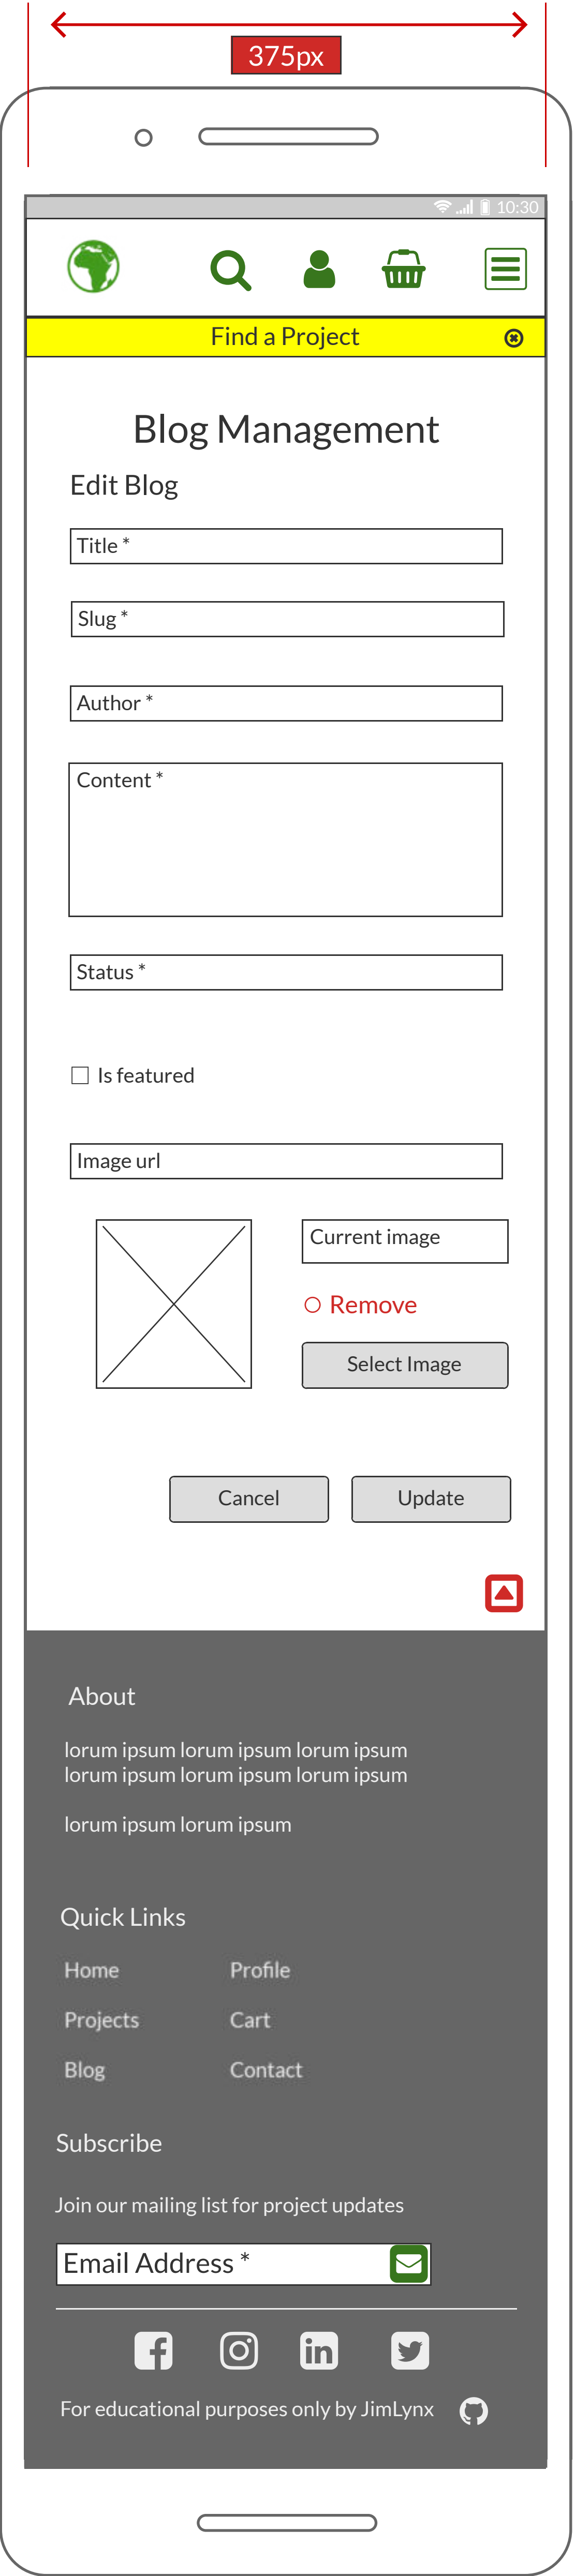 375px
10:30
Find a Project
Blog Management
Edit Blog
Title *
Slug *
Author *
Content *
Status *
Is featured
Image url
Current image
Remove
Select Image
Cancel
Update
About
lorum ipsum lorum ipsum lorum ipsum
lorum ipsum lorum ipsum lorum ipsum
lorum ipsum lorum ipsum
Quick Links
Home Profile
Projects Cart
Blog Contact
Subscribe
Join our mailing list for project updates
Email Address *
For educational purposes only by JimLynx